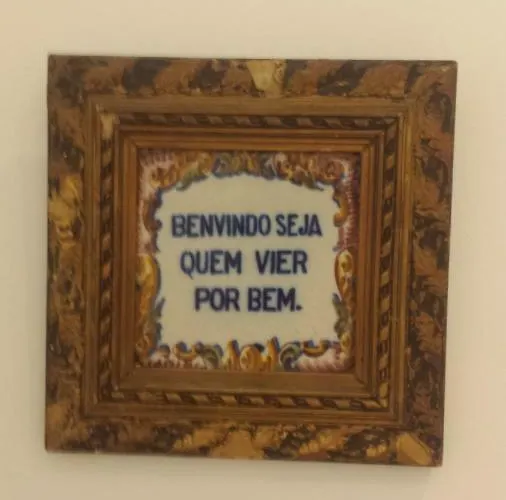 BENVINDO SEJA
QUEM VIER
POR BEM.